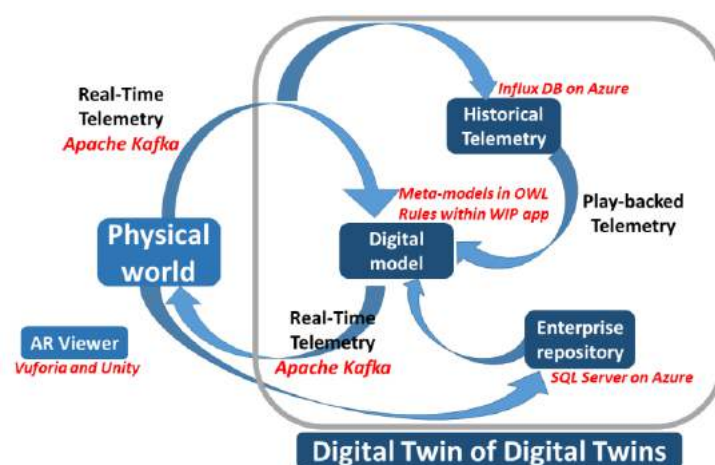 Influx DB on Azure
Real-Time
Telemetry
Apache Kafka
Historical
Telemetry
Meta-models in OWL
Rules within WIP app
Play-backed
Telemetry
Physical
world
Digital
model
Real-Time
Telemetry
Apache Kafka
AR Viewer
Vuforia and Unity
Enterprise
repository
SQL Server on Azure
Digital Twin of Digital Twins